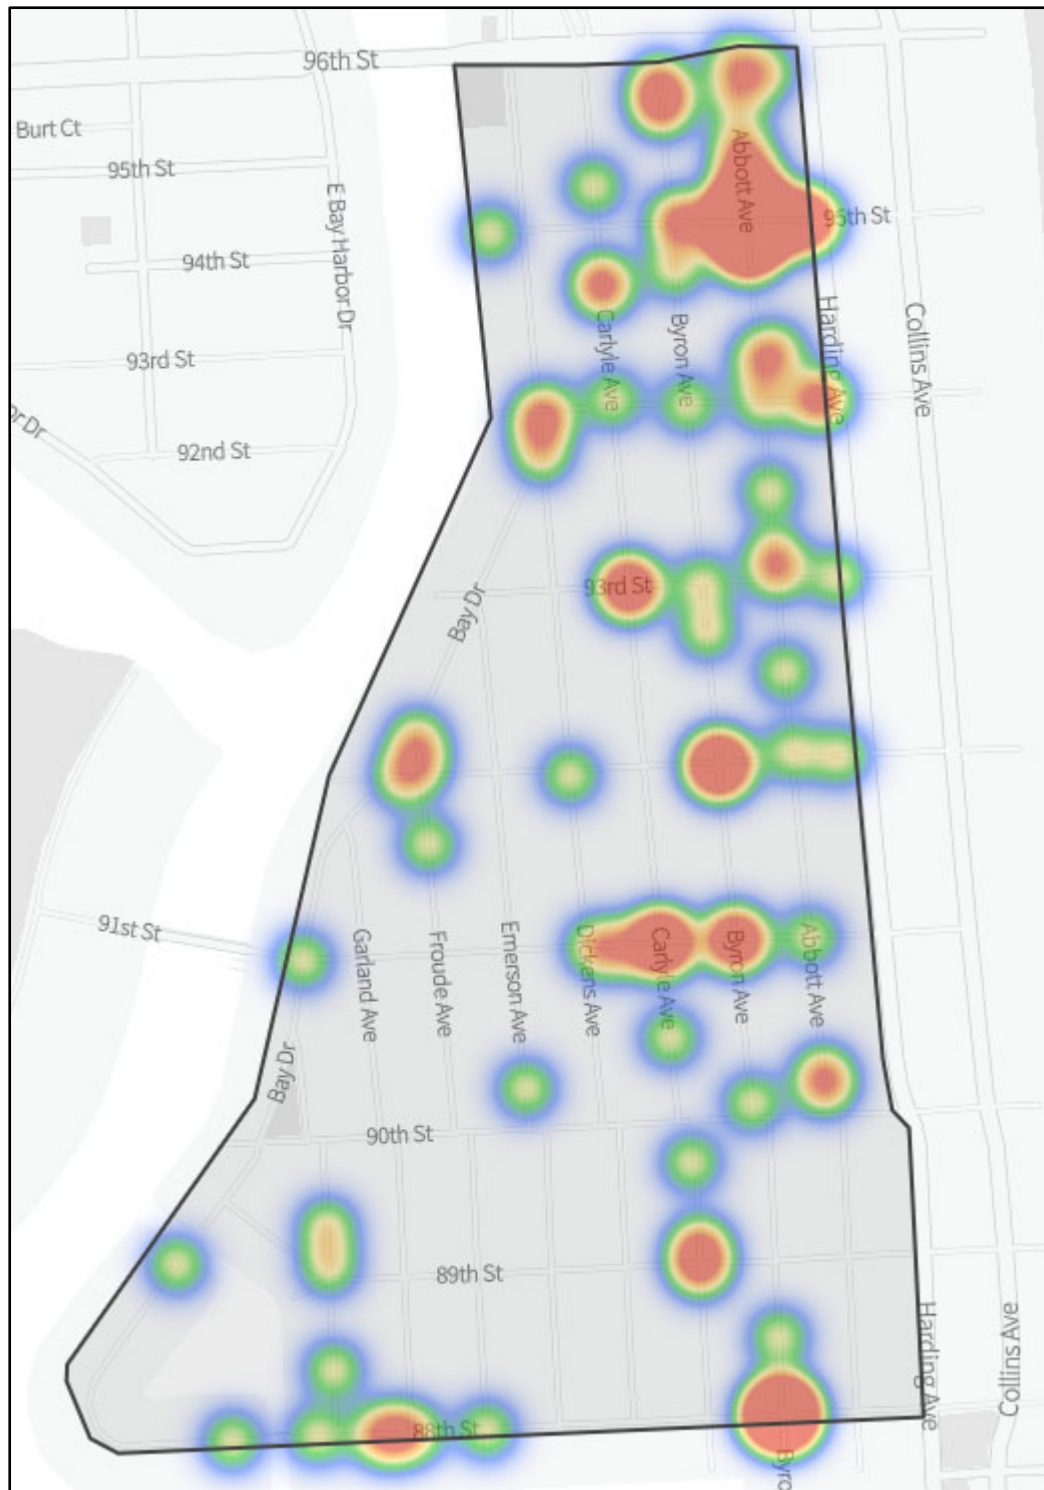 96th St
Burt Ct
95th St
Abbott Ave
E Bay Harbor Dr
95th St
94th St
Harding Ave
Collins Ave
Carlyle Ave
Byron Ave
93rd St
or Dr
92nd St
93rd St
Bay Dr
91st St
Garland Ave
Froude Ave
Emerson Ave
Dickens Ave
Carlyle Ave
Byron Ave
Abbott Ave
Bay Dr
90th St
89th St
Harding Ave
Collins Ave
88th St
Byro